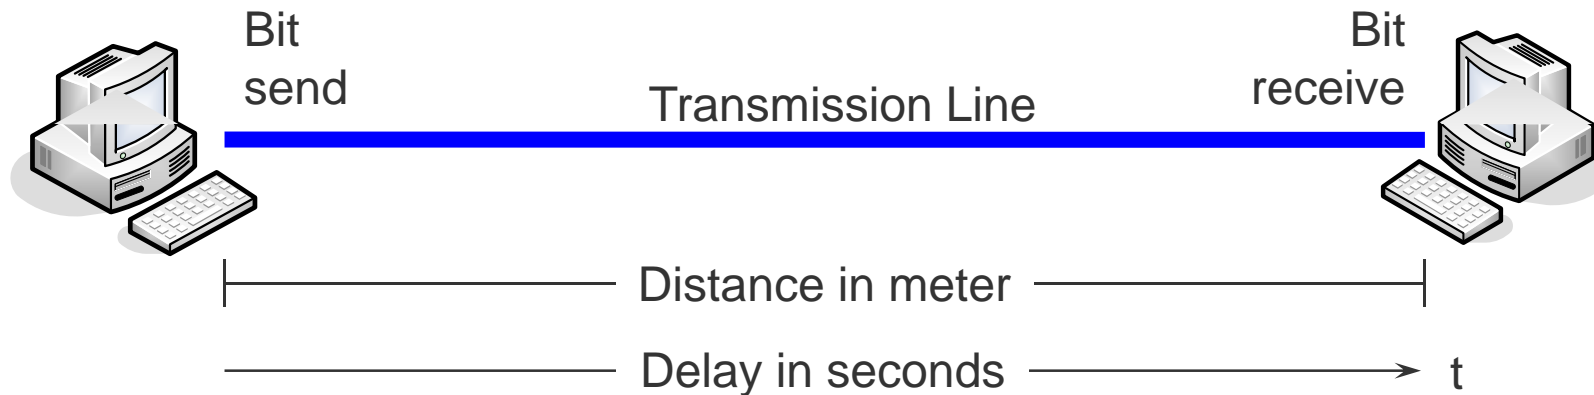 Bit
send
Transmission Line
Bit
receive
Distance in meter
Delay in seconds
t